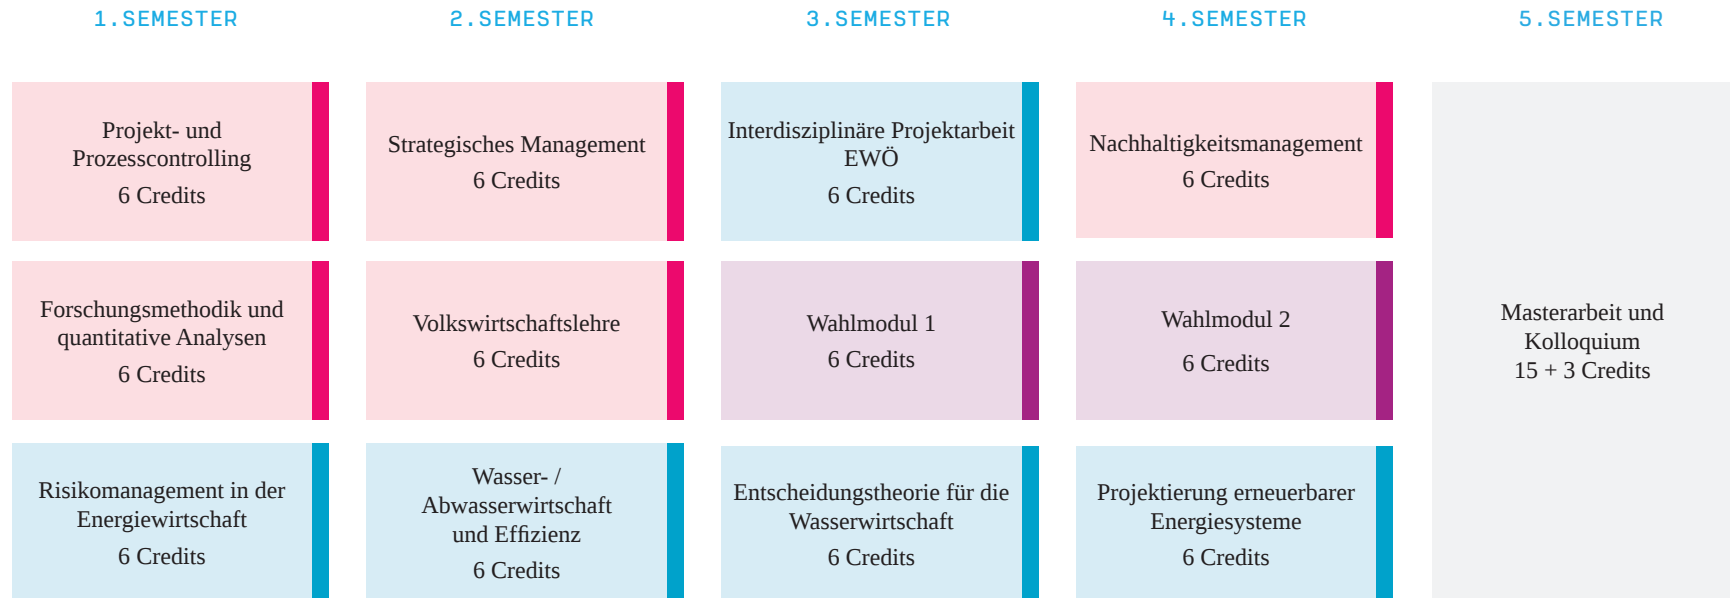 1.SEMESTER
2.SEMESTER
3.SEMESTER
4.SEMESTER
5.SEMESTER
Projekt- und
Prozesscontrolling
6 Credits
Strategisches Management
6 Credits
Interdisziplinäre Projektarbeit
EWÖ
6 Credits
Nachhaltigkeitsmanagement
6 Credits
Forschungsmethodik und
quantitative Analysen
6 Credits
Volkswirtschaftslehre
6 Credits
Wahlmodul 1
6 Credits
Wahlmodul 2
6 Credits
Masterarbeit und
Kolloquium
15 + 3 Credits
Risikomanagement in der
Energiewirtschaft
6 Credits
Wasser- /
Abwasserwirtschaft
und Effizienz
6 Credits
Entscheidungstheorie für die
Wasserwirtschaft
6 Credits
Projektierung erneuerbarer
Energiesysteme
6 Credits